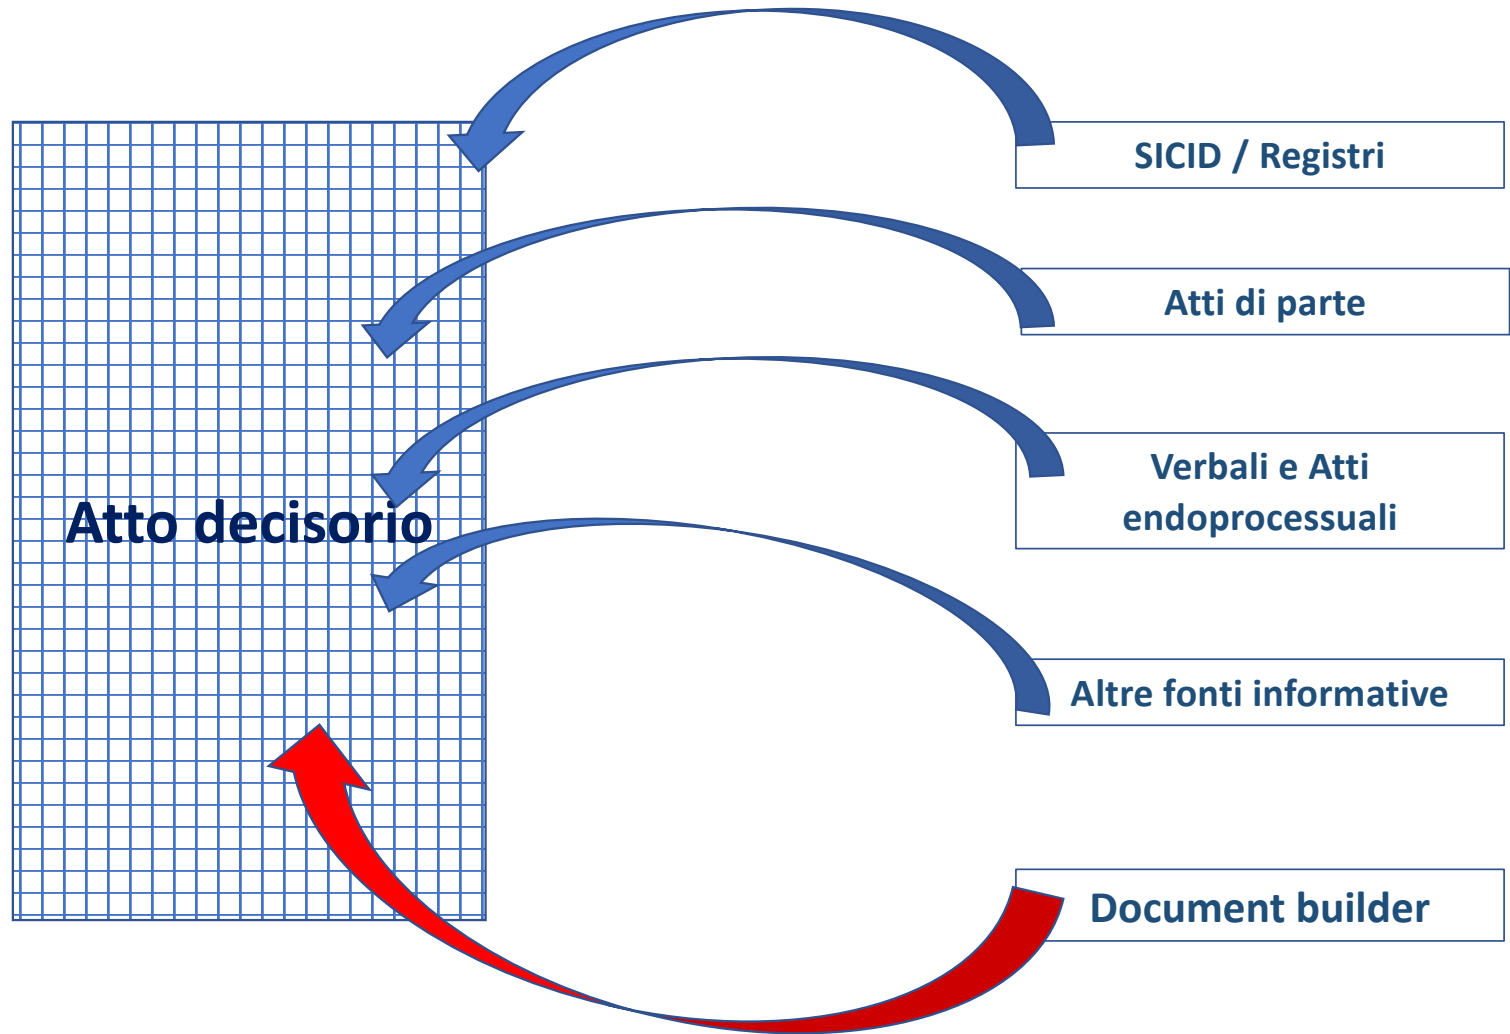 SICID / Registri
Atti di parte
Verbali e Atti
endoprocessuali
Atto decisorio
Altre fonti informative
Document builder